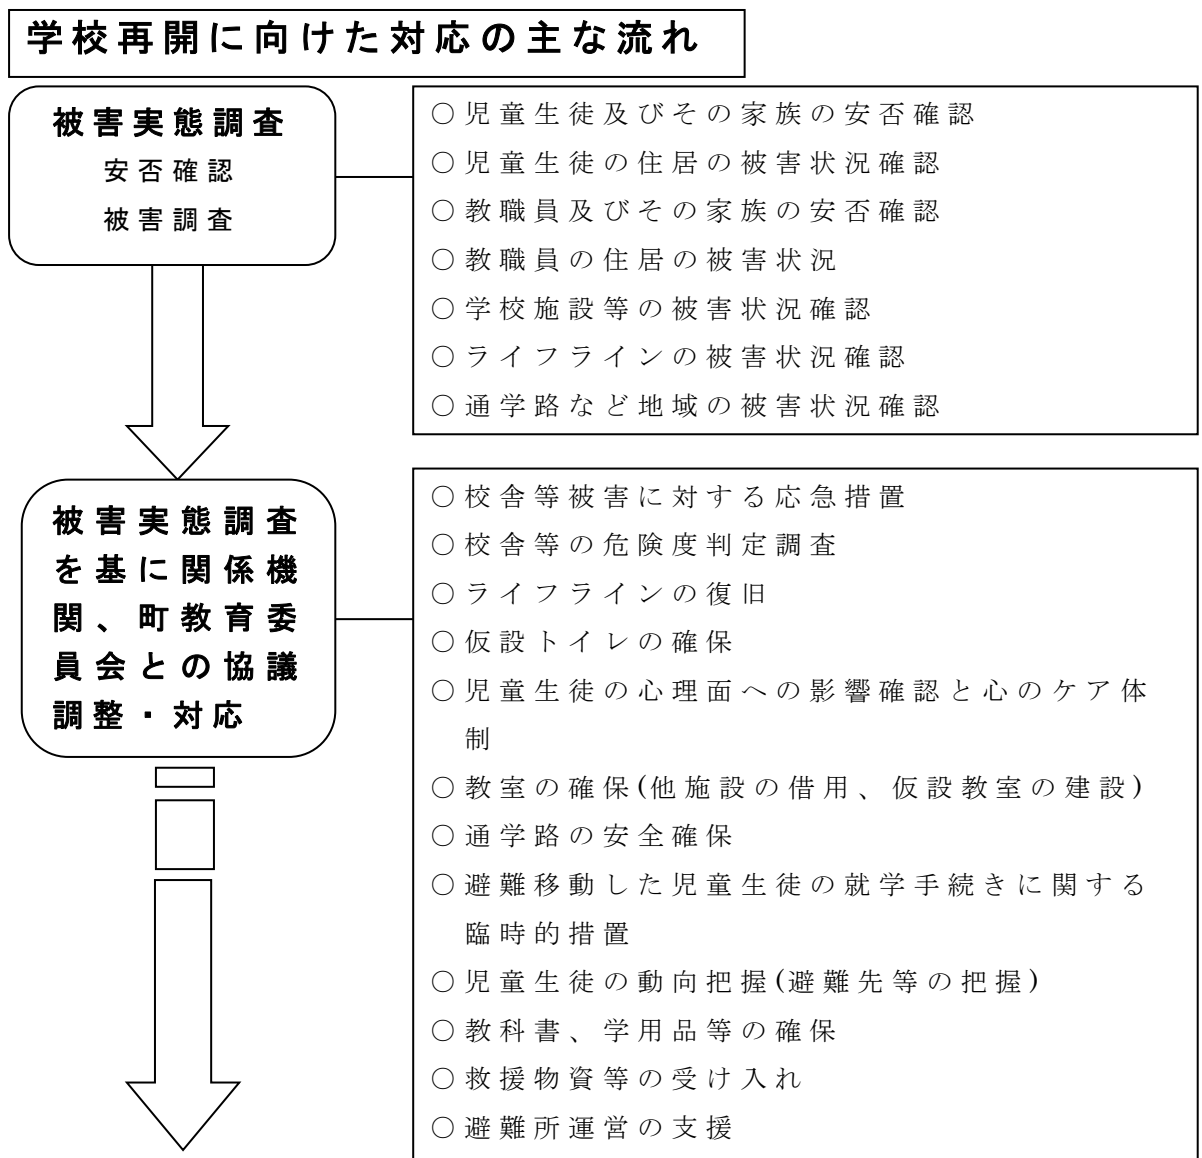 学校再開に向けた対応の主な流れ
被害実態調査
安否確認
被害調査
○児童生徒及びその家族の安否確認
○児童生徒の住居の被害状況確認
○教職員及びその家族の安否確認
○教職員の住居の被害状況
○学校施設等の被害状況確認
○ライフラインの被害状況確認
○通学路など地域の被害状況確認
被害実態調査
を基に関係機
関、町教育委
員会との協議
調整・対応
○校舎等被害に対する応急措置
○校舎等の危険度判定調査
○ライフラインの復旧
○仮設トイレの確保
○児童生徒の心理面への影響確認と心のケア体
制
○教室の確保(他施設の借用、仮設教室の建設)
○通学路の安全確保
○避難移動した児童生徒の就学手続きに関する
臨時的措置
○児童生徒の動向把握(避難先等の把握)
○教科書、学用品等の確保
○救援物資等の受け入れ
○避難所運営の支援